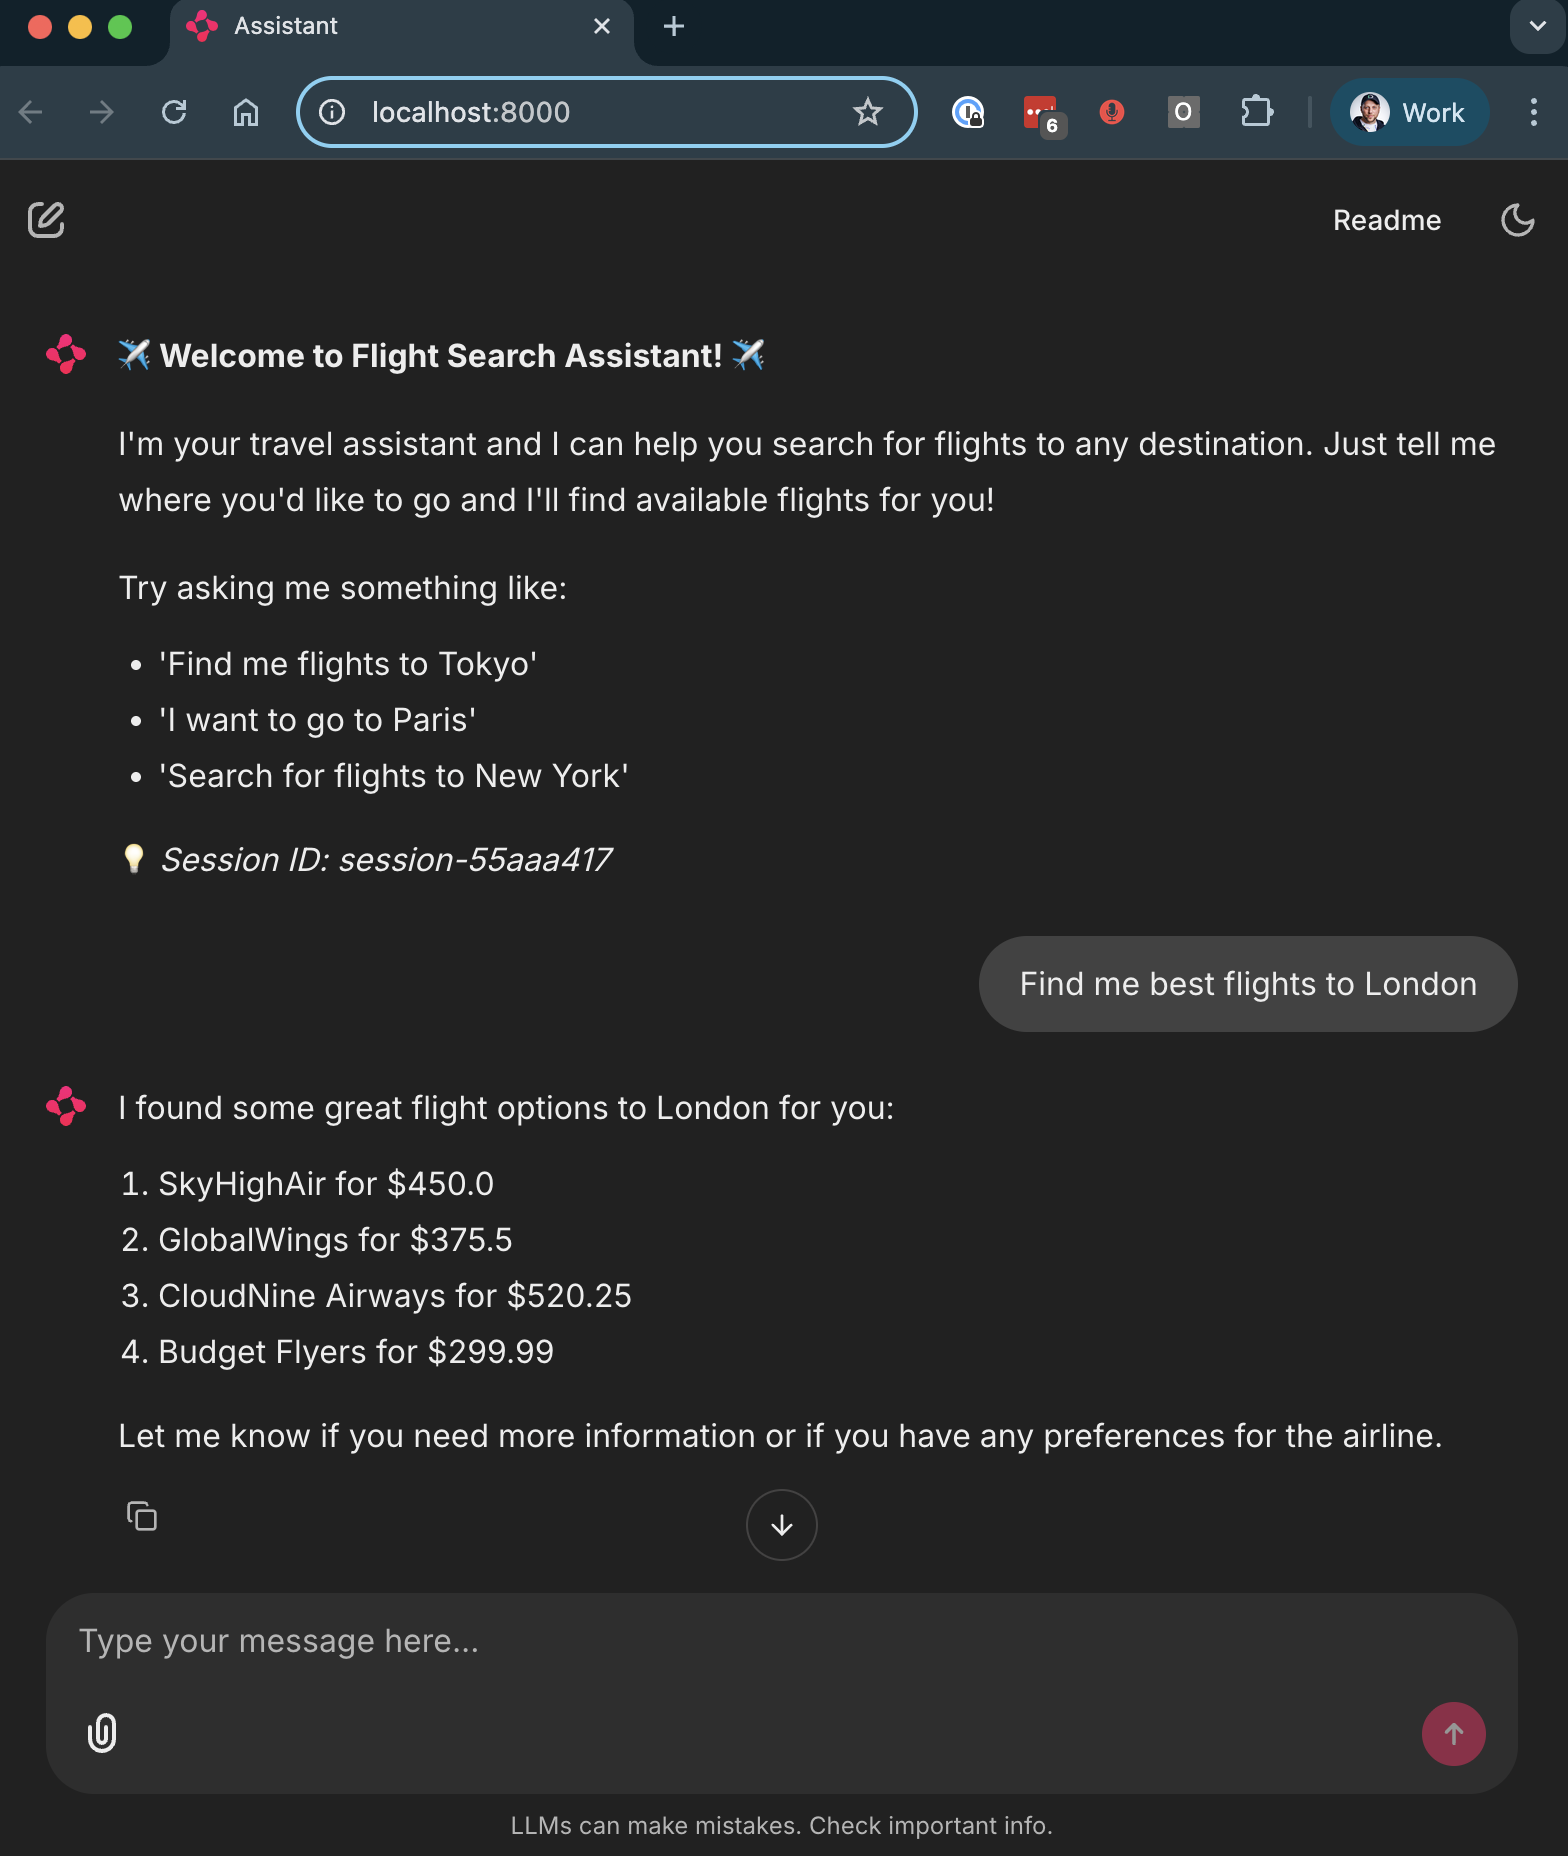 Assistant
localhost:8000
6
O
Work
Readme
✈️ Welcome to Flight Search Assistant! ✈️
I'm your travel assistant and I can help you search for flights to any destination. Just tell me
where you'd like to go and I'll find available flights for you!
Try asking me something like:
• 'Find me flights to Tokyo'
• 'I want to go to Paris'
• 'Search for flights to New York'
💡 Session ID: session-55aaa417
Find me best flights to London
I found some great flight options to London for you:
1. SkyHighAir for $450.0
2. GlobalWings for $375.5
3. CloudNine Airways for $520.25
4. Budget Flyers for $299.99
Let me know if you need more information or if you have any preferences for the airline.
Type your message here...
LLMs can make mistakes. Check important info.